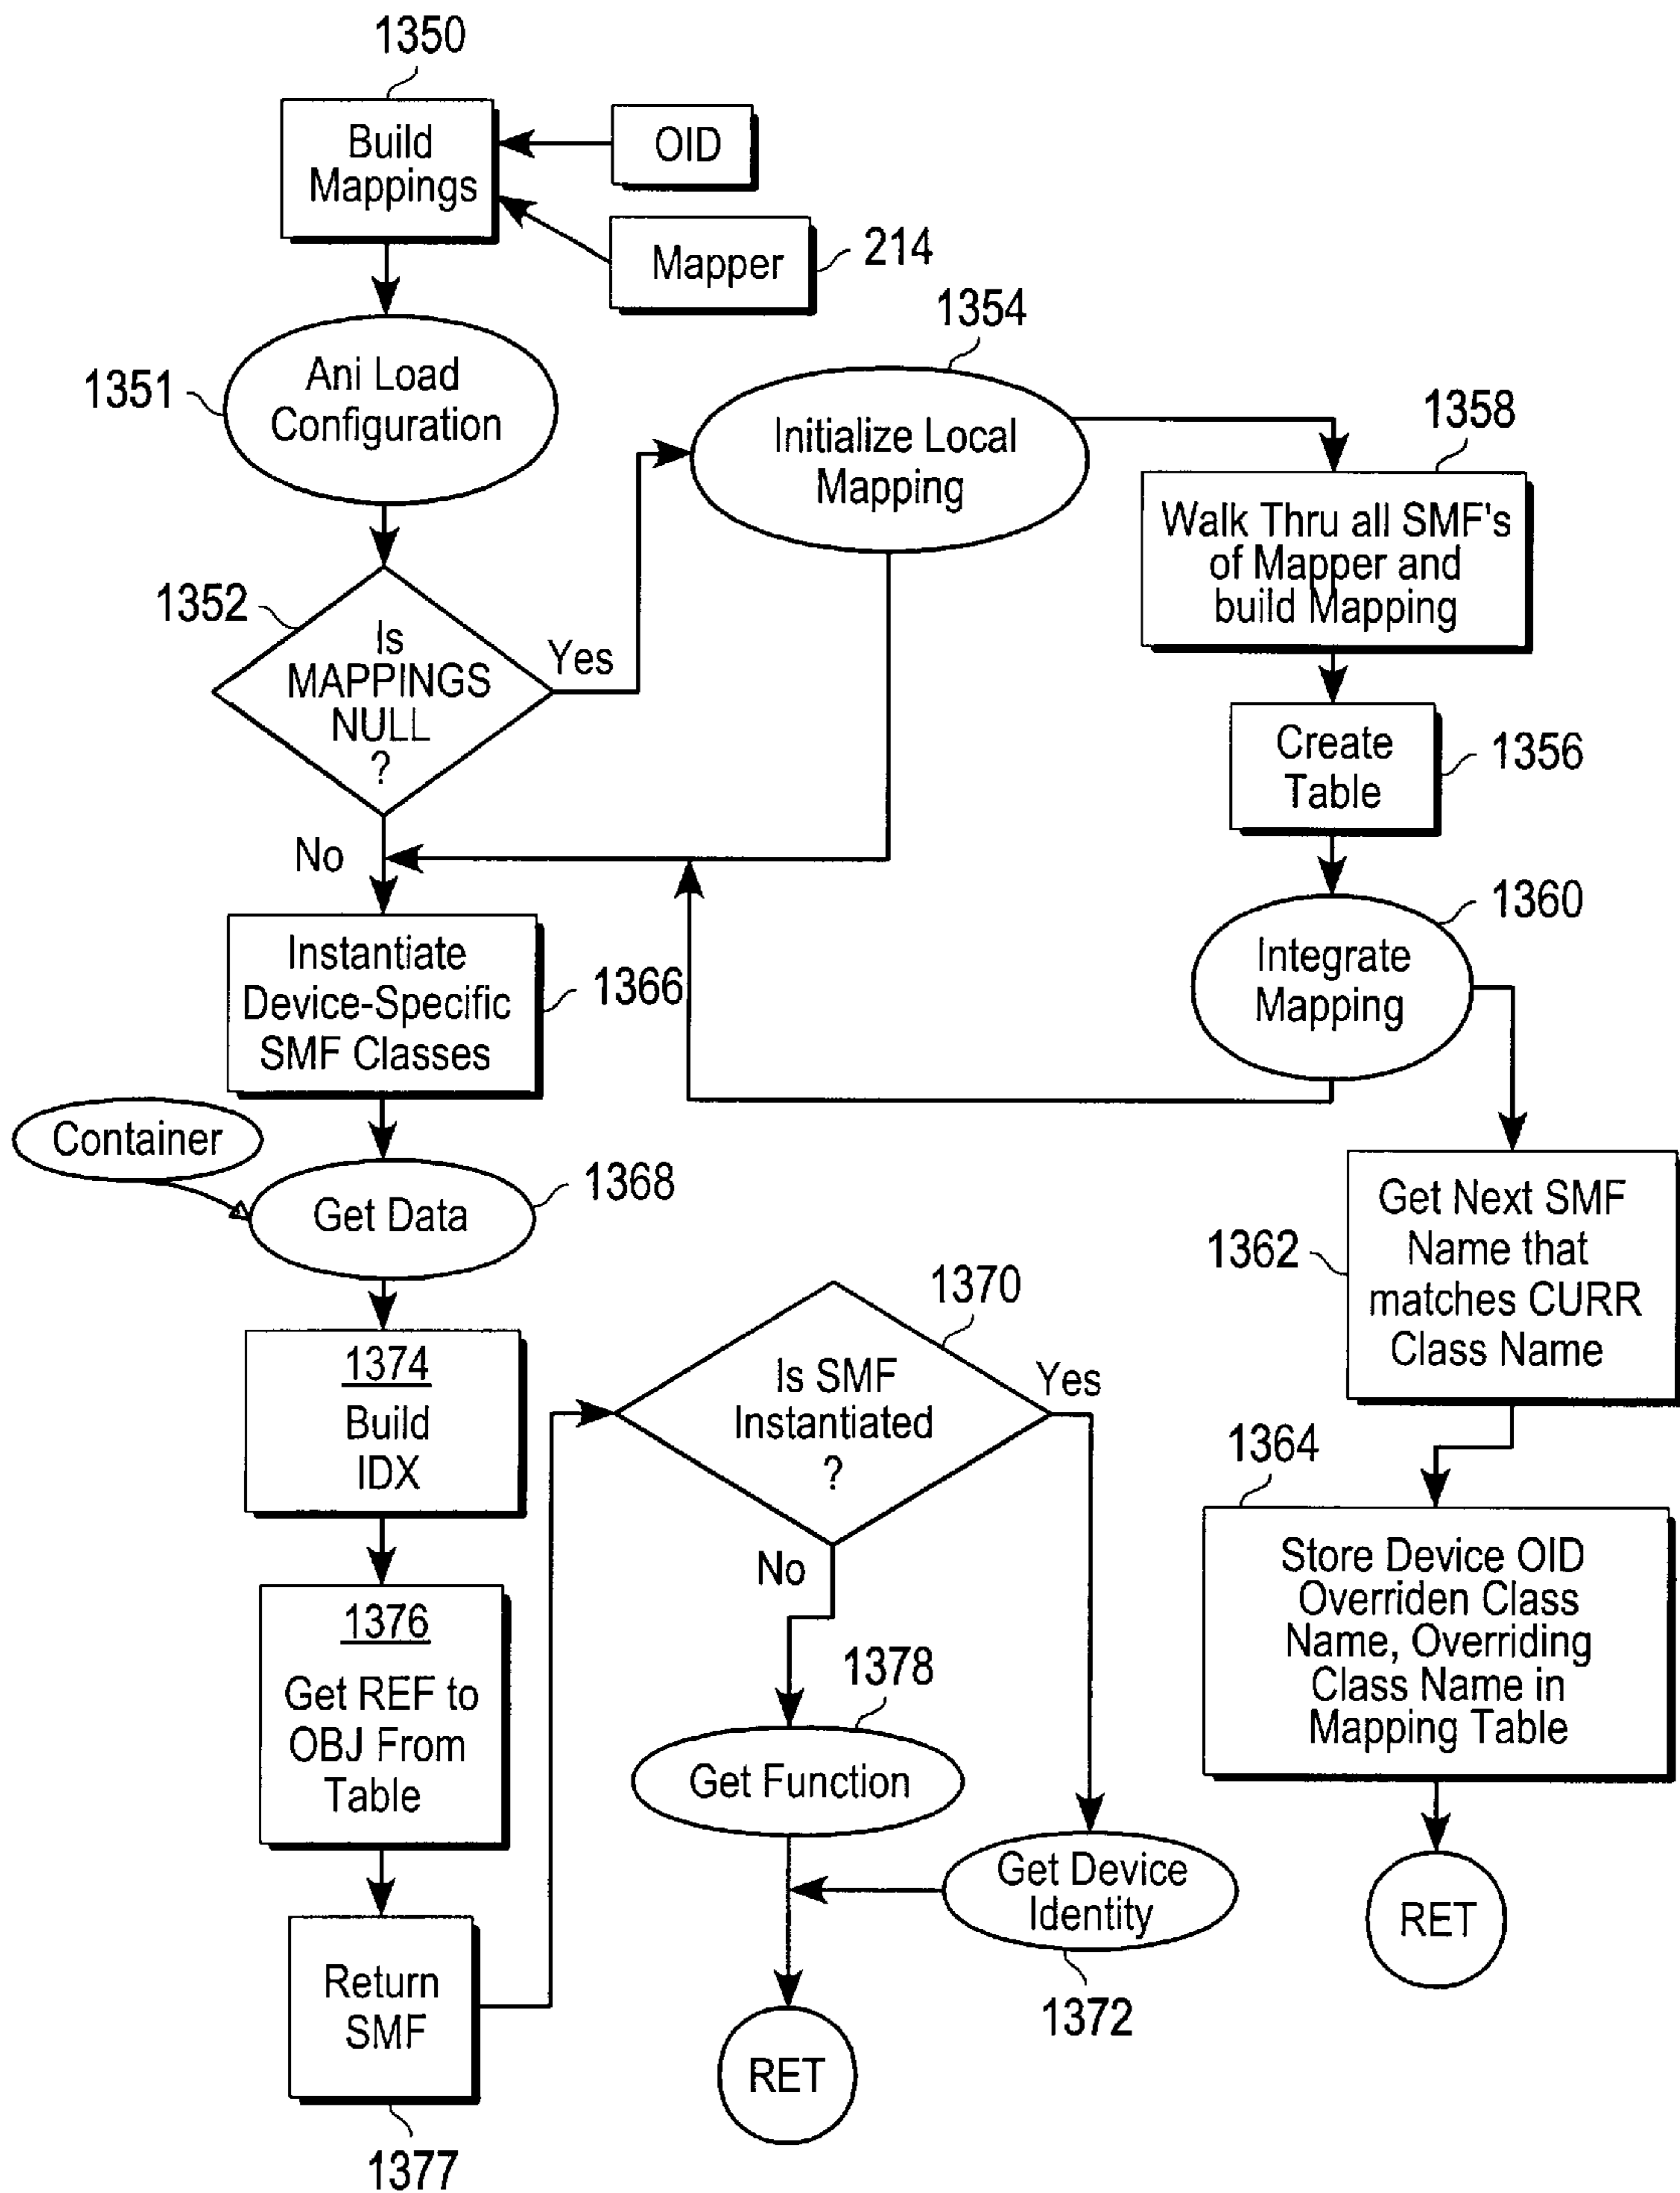 1350
Build
Mappings
OID
Mapper
214
Ani Load
Configuration
1351
1354
Initialize Local
Mapping
1358
Walk Thru all SMF's
of Mapper and
build Mapping
1352
Is
MAPPINGS
NULL
?
Yes
No
Create
Table
1356
1360
Integrate
Mapping
Instantiate
Device-Specific
SMF Classes
1366
Container
Get Data
1368
1362
Get Next SMF
Name that
matches CURR
Class Name
1374
Build
IDX
1370
Is SMF
Instantiated
?
Yes
No
1364
Store Device OID
Overriden Class
Name, Overriding
Class Name in
Mapping Table
1376
Get REF to
OBJ From
Table
1378
Get Function
Get Device
Identity
1372
RET
Return
SMF
1377
RET